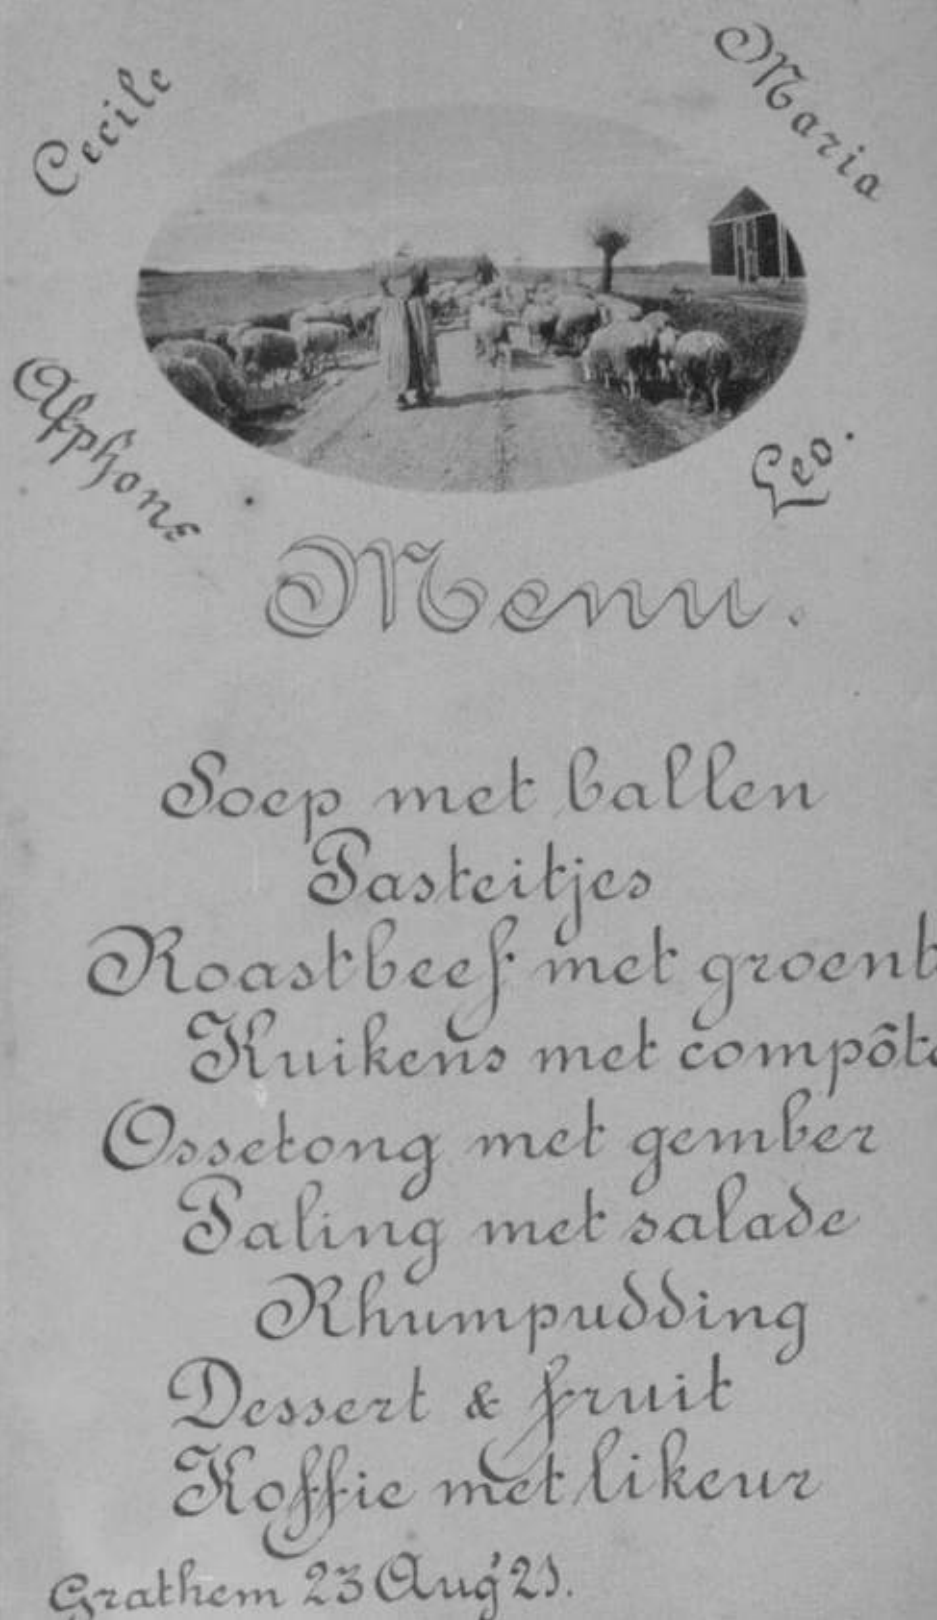 Cecile
Maria
Alphons
Leo.
Menu.
Soep met ballen
Pasteitjes
Roastbeef met groent
Kuikens met compôte
Ossetong met gember
Paling met salade
Rhumpudding
Dessert & fruit
Koffie met likeur
Grathem 23 Aug '21.